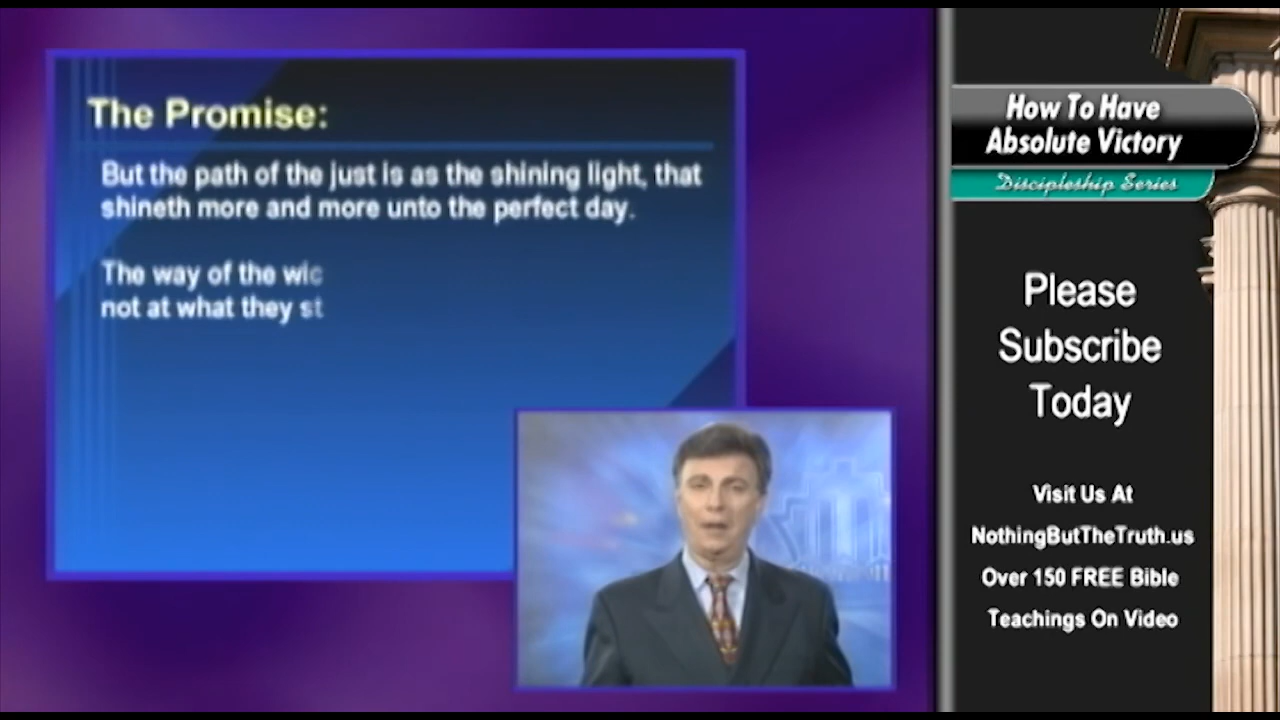 The Promise:
But the path of the just is as the shining light, that
shineth more and more unto the perfect day.
The way of the wic
not at what they st
How To Have
Absolute Victory
Discipleship Series
Please
Subscribe
Today
Visit Us At
NothingButTheTruth.us
Over 150 FREE Bible
Teachings On Video